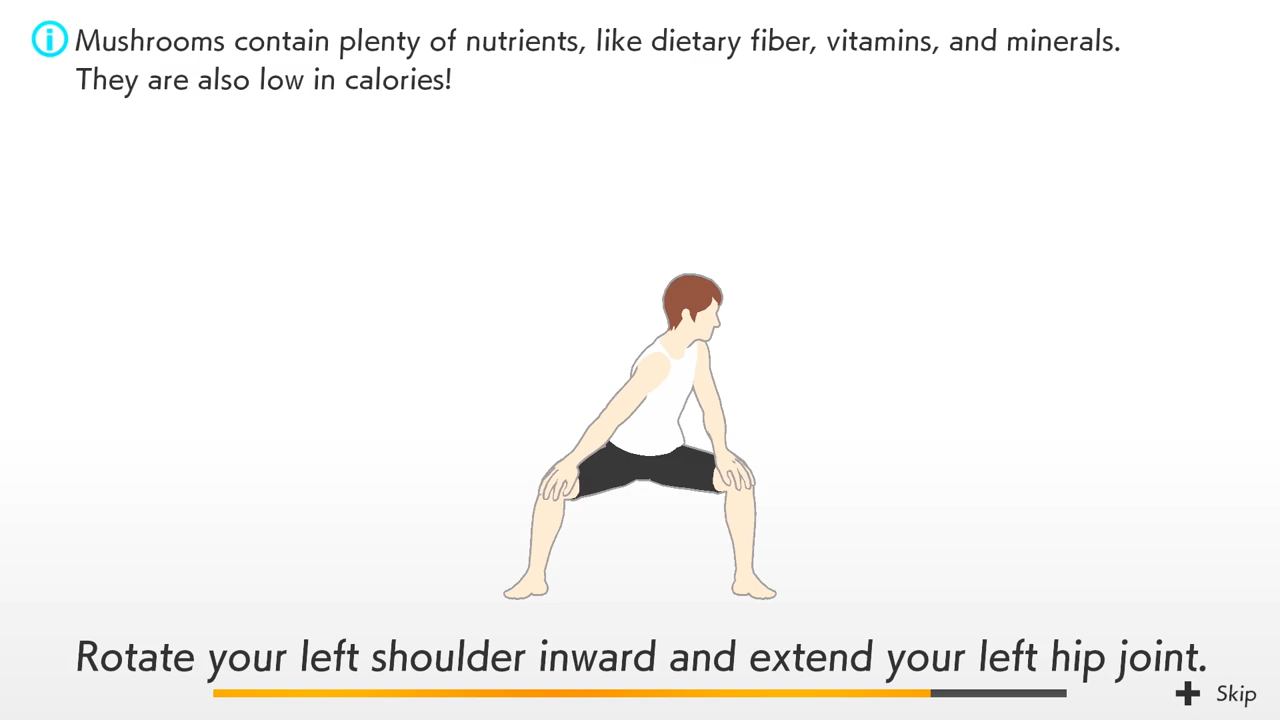 Mushrooms contain plenty of nutrients, like dietary fiber, vitamins, and minerals.
They are also low in calories!
Rotate your left shoulder inward and extend your left hip joint.
Skip